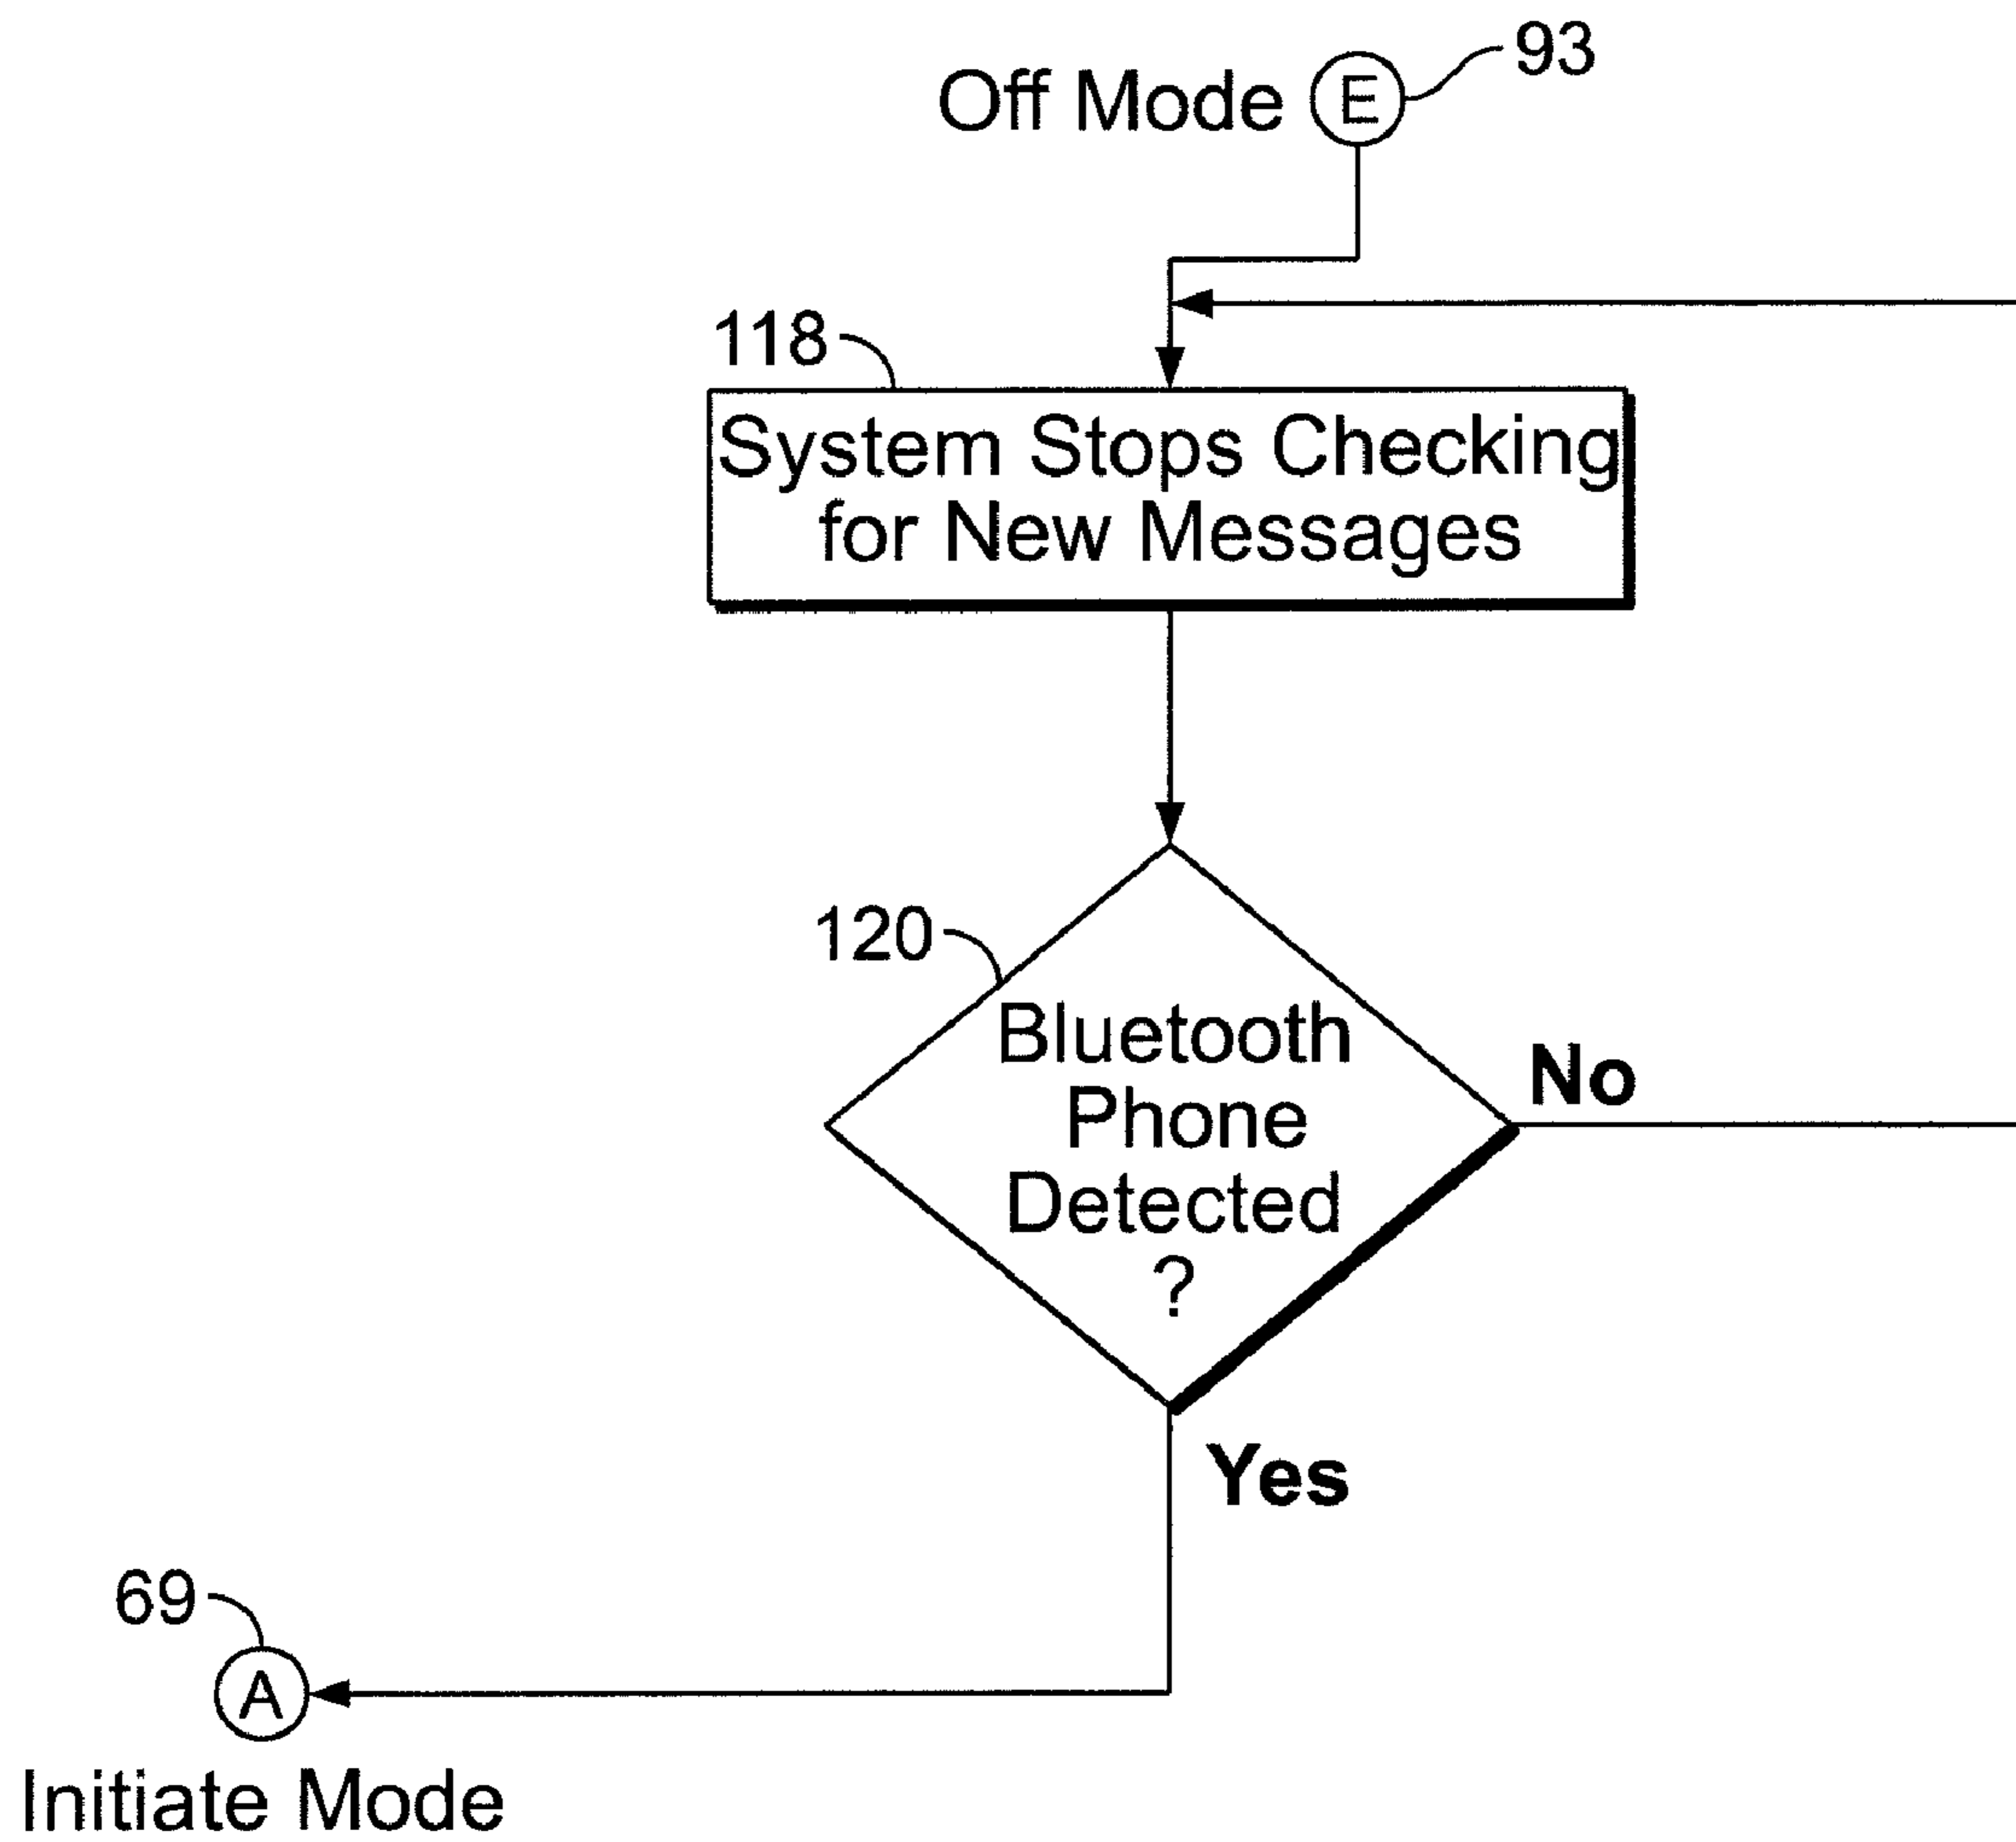 93
Off Mode E
118
System Stops Checking
for New Messages
120
Bluetooth
Phone
Detected
?
No
Yes
69
A
Initiate Mode